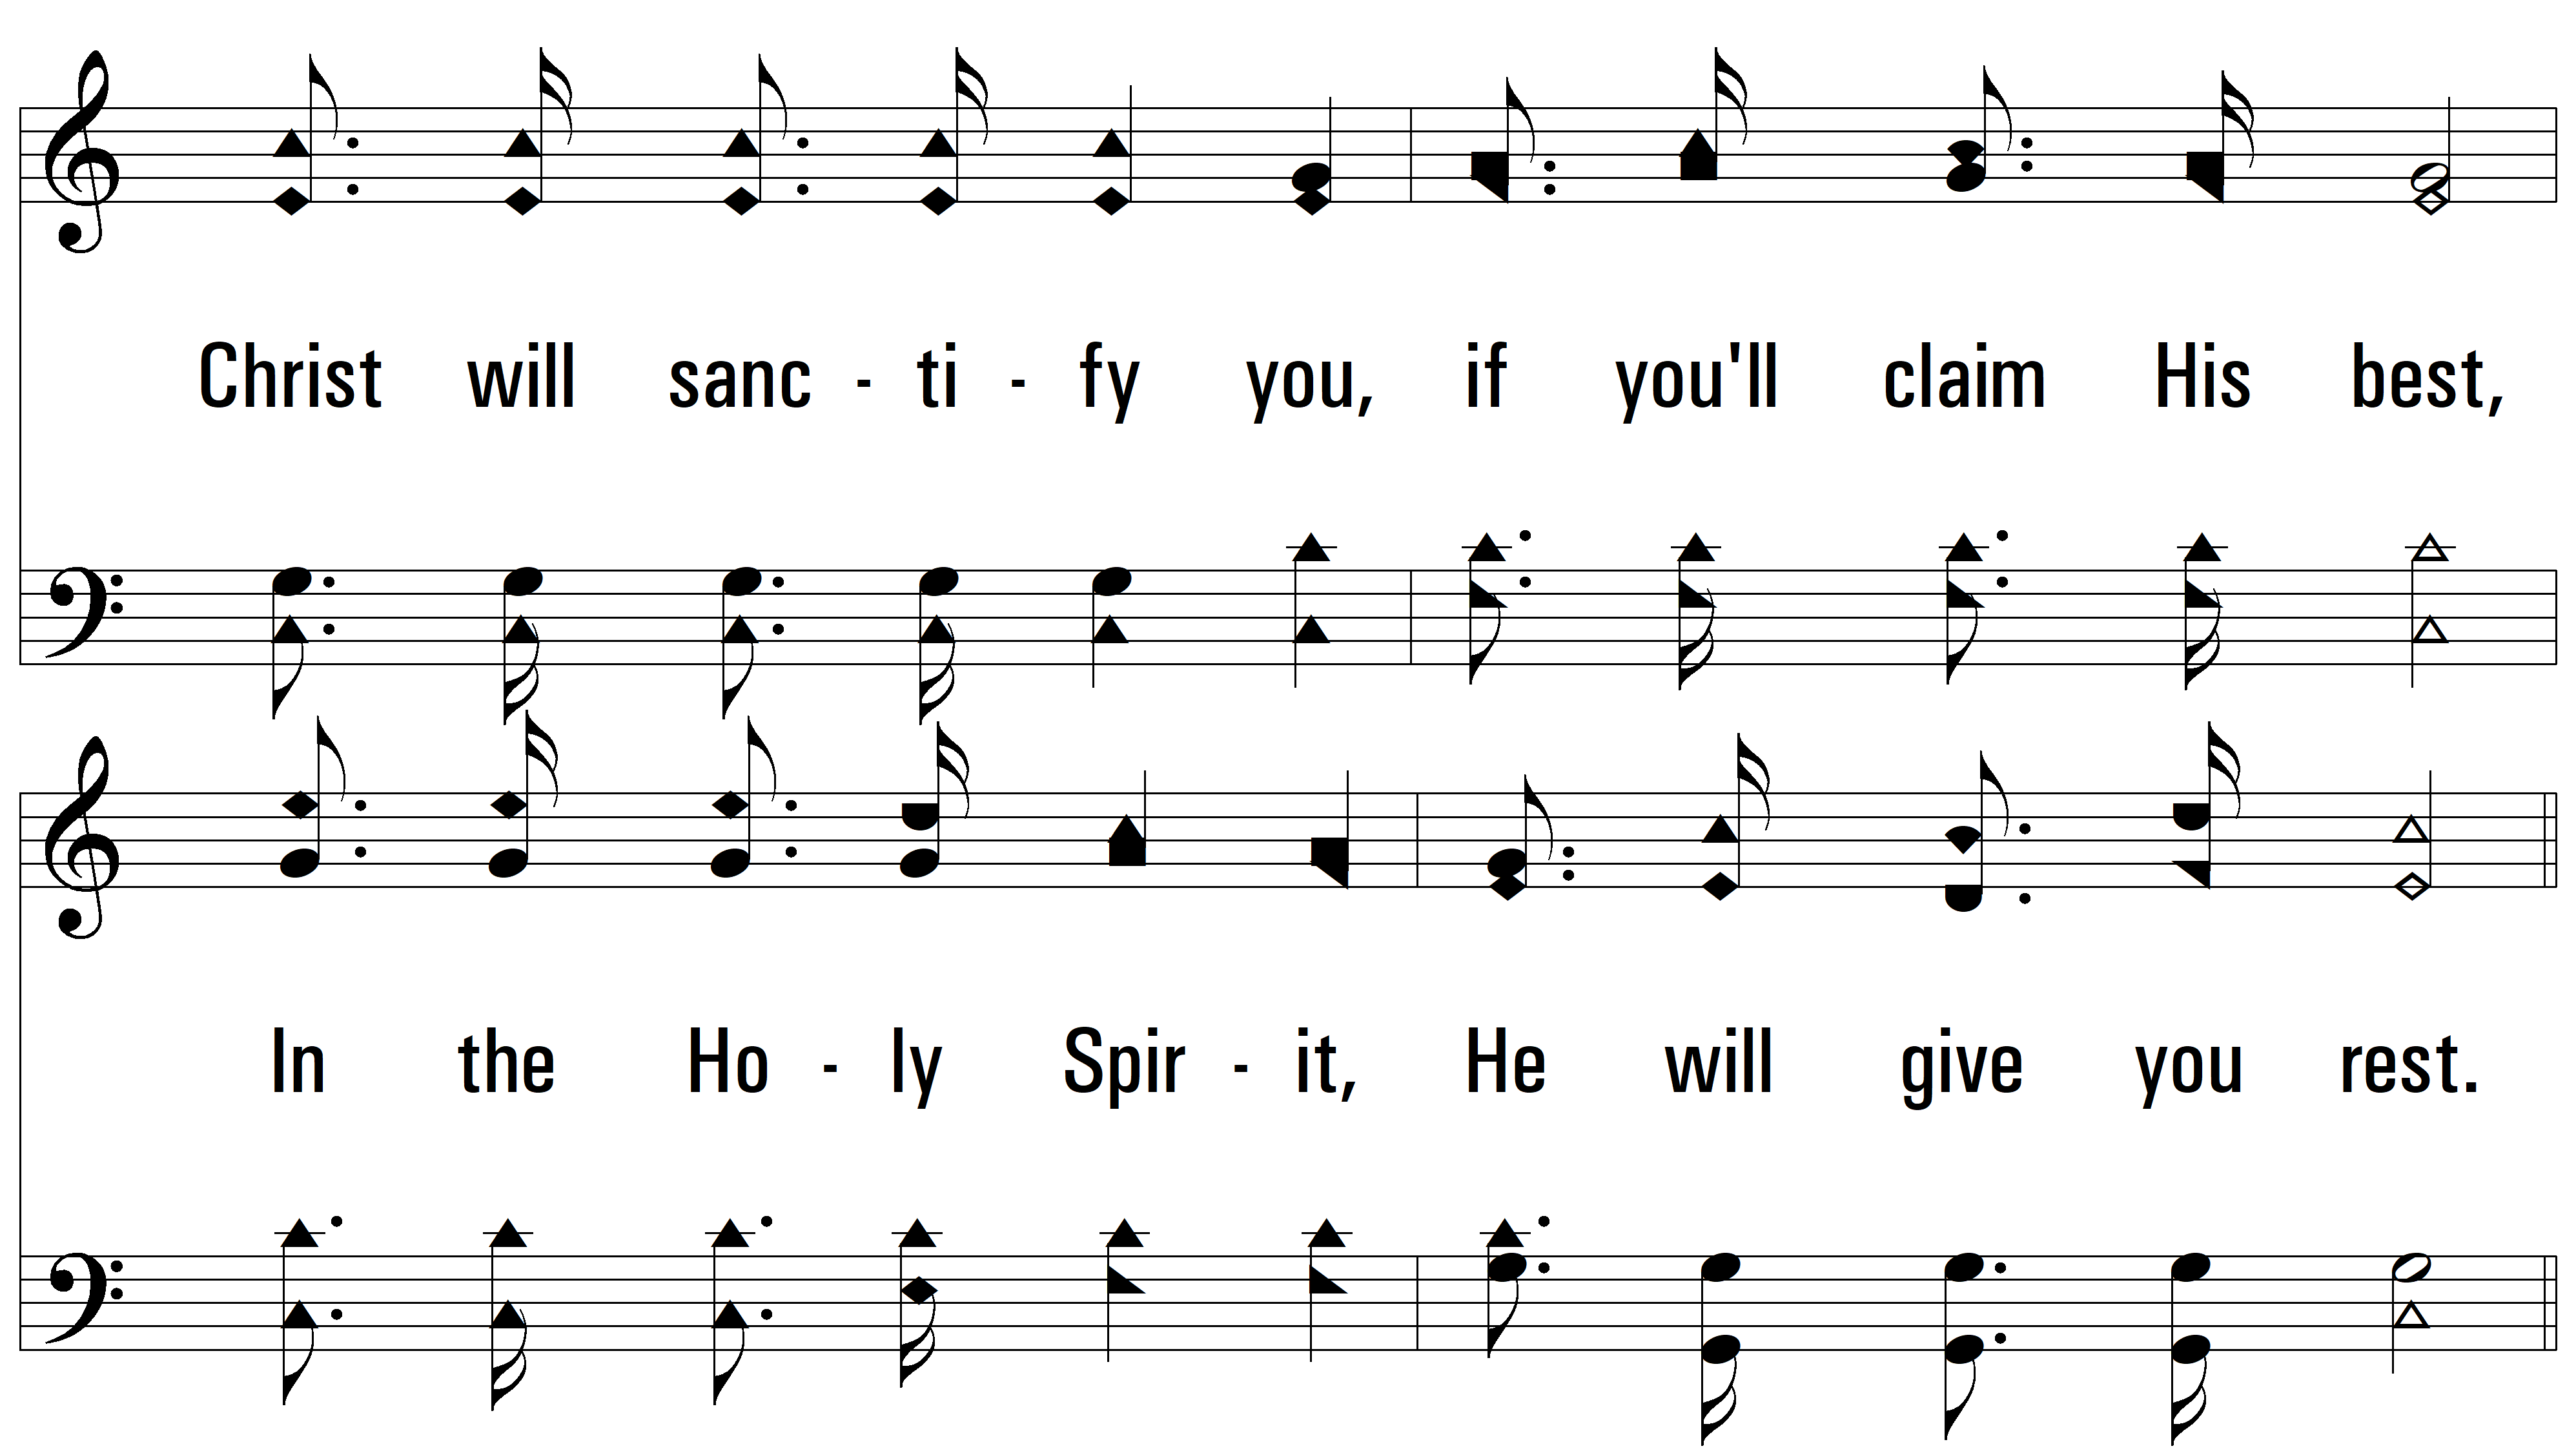 Christ will sanc - ti - fy you, if you'll claim His best,
In the Ho - ly Spir - it, He will give you rest.